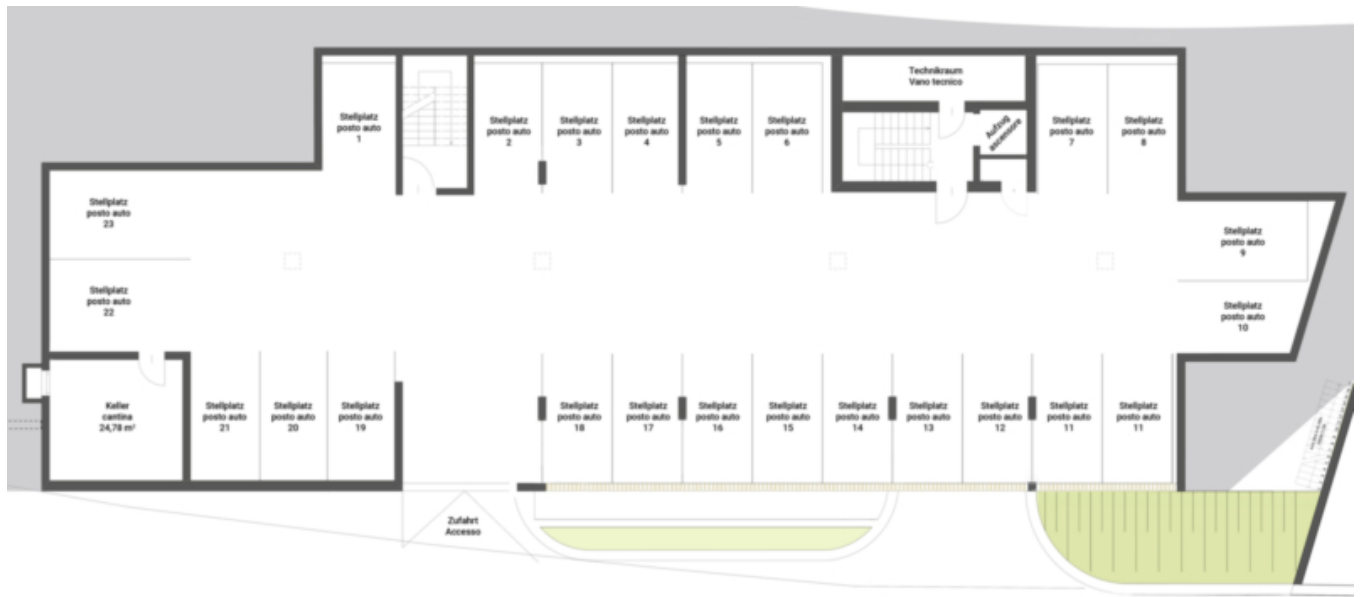 Technikraum
Vano tecnico
Stellplatz
posto auto
1
Stellplatz
posto auto
2
Stellplatz
posto auto
3
Stellplatz
posto auto
4
Stellplatz
posto auto
5
Stellplatz
posto auto
6
Aufzug
ascensore
Stellplatz
posto auto
7
Stellplatz
posto auto
8
Stellplatz
posto auto
23
Stellplatz
posto auto
9
Stellplatz
posto auto
22
Stellplatz
posto auto
10
Keller
cantina
24,78 m²
Stellplatz
posto auto
21
Stellplatz
posto auto
20
Stellplatz
posto auto
19
Stellplatz
posto auto
18
Stellplatz
posto auto
17
Stellplatz
posto auto
16
Stellplatz
posto auto
15
Stellplatz
posto auto
14
Stellplatz
posto auto
13
Stellplatz
posto auto
12
Stellplatz
posto auto
11
Stellplatz
posto auto
11
Zufahrt
Accesso